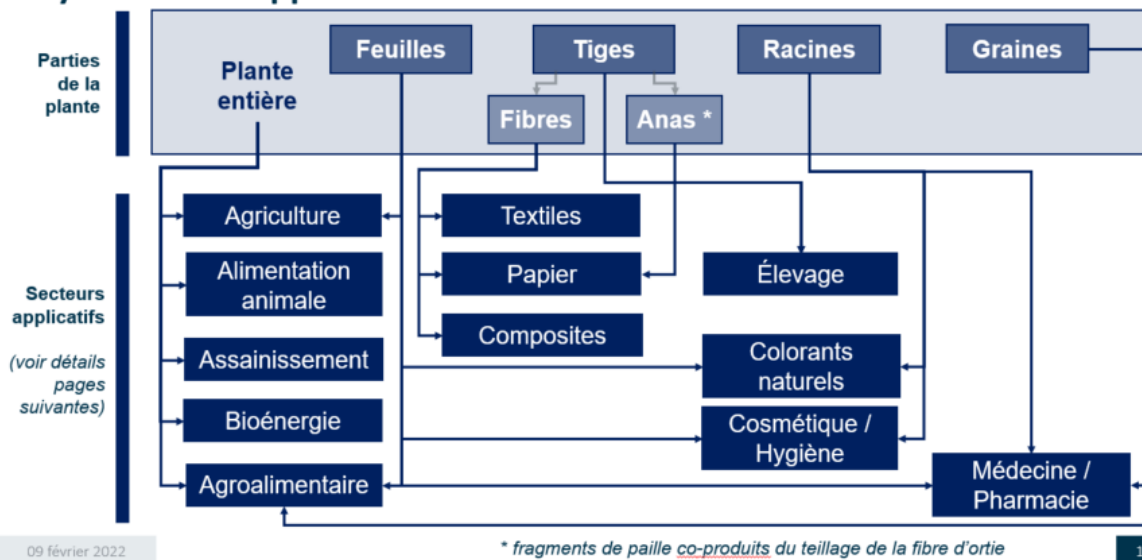 Parties
de la
plante
Plante
entière
Feuilles
Tiges
Racines
Graines
Fibres
Anas *
Secteurs
applicatifs
(voir détails
pages
suivantes)
Agriculture
Alimentation
animale
Assainissement
Bioénergie
Agroalimentaire
Textiles
Papier
Composites
Élevage
Colorants
naturels
Cosmétique /
Hygiène
Médecine /
Pharmacie
09 février 2022
* fragments de paille co-produits du teillage de la fibre d'ortie